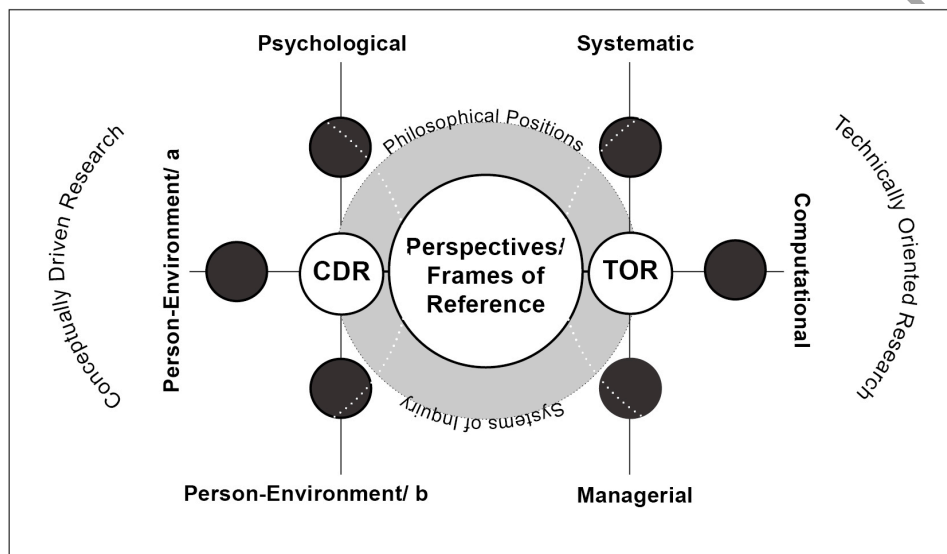 Psychological
Systematic
Philosophical Positions
Conceptually Driven Research
Technically Oriented Research
Person-Environment/ a
Computational
CDR
Perspectives/
Frames of
Reference
TOR
Systems of Inquiry
Person-Environment/ b
Managerial